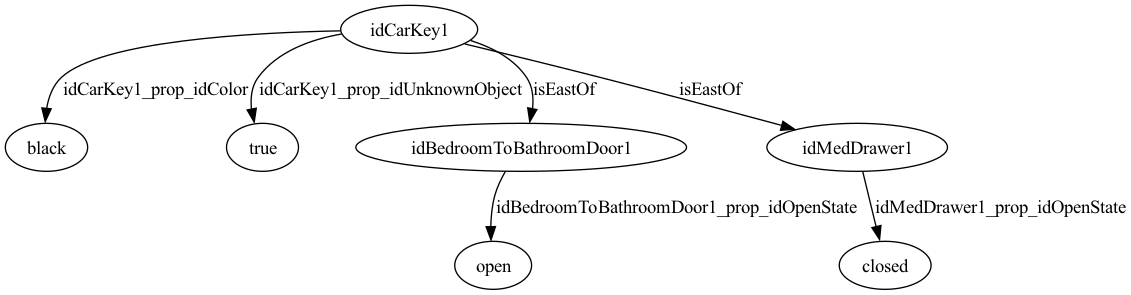 idCarKey1
idCarKey1_prop_idColor
idCarKey1_prop_idUnknownObject
isEastOf
isEastOf
black
true
idBedroomToBathroomDoor1
idMedDrawer1
idBedroomToBathroomDoor1_prop_idOpenState
idMedDrawer1_prop_idOpenState
open
closed